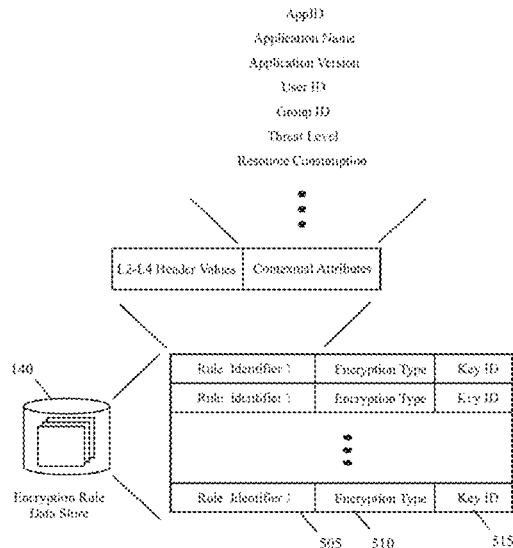 AppID
Application Name
Application Version
User ID
Group ID
Threat Level
Resource Consumption
L2-L4 Header Values Contextual Attributes
140
Rule Identifier Encryption Type Key ID
Rule Identifier Encryption Type Key ID
Rule Identifier Encryption Type Key ID
Encryption Rule
Data Store
505 510 515